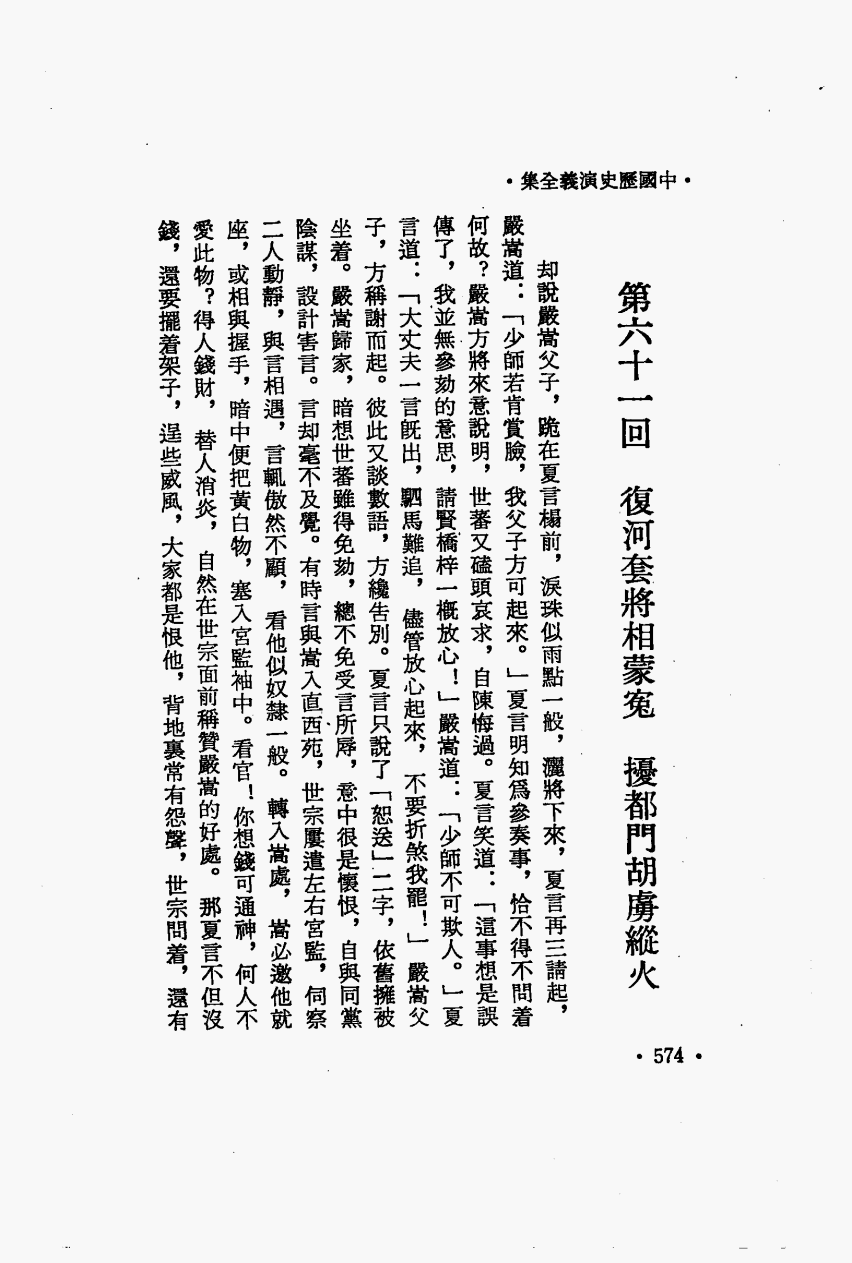 •中國歷史演義全集•
第六十一回　復河套將相蒙寃　擾都門胡虜縱火
却說嚴嵩父子，跪在夏言榻前，淚珠似雨點一般，灑將下來，夏言再三請起，
嚴嵩道：「少師若肯賞臉，我父子方可起來。」夏言明知爲參奏事，恰不得不問着
何故？嚴嵩方將來意說明，世蕃又磕頭哀求，自陳悔過。夏言笑道：「這事想是誤
傳了，我並無參劾的意思，請賢橋梓一概放心！」嚴嵩道：「少師不可欺人。」夏
言道：「大丈夫一言既出，駟馬難追，儘管放心起來，不要折煞我罷！」嚴嵩父
子，方稱謝而起。彼此又談數語，方纔告別。夏言只說了「恕送」二字，依舊擁被
坐着。嚴嵩歸家，暗想世蕃雖得免劾，總不免受言所辱，意中很是懷恨，自與同黨
陰謀，設計害言。言却毫不及覺。有時言與嵩入直西苑，世宗屢遣左右宮監，伺察
二人動靜，與言相遇，言輒傲然不顧，看他似奴隸一般。轉入嵩處，嵩必邀他就
座，或相與握手，暗中便把黃白物，塞入宮監袖中。看官！你想錢可通神，何人不
愛此物？得人錢財，替人消炎，自然在世宗面前稱贊嚴嵩的好處。那夏言不但沒
錢，還要擺着架子，逞些威風，大家都是恨他，背地裏常有怨聲，世宗問着，還有
•574•